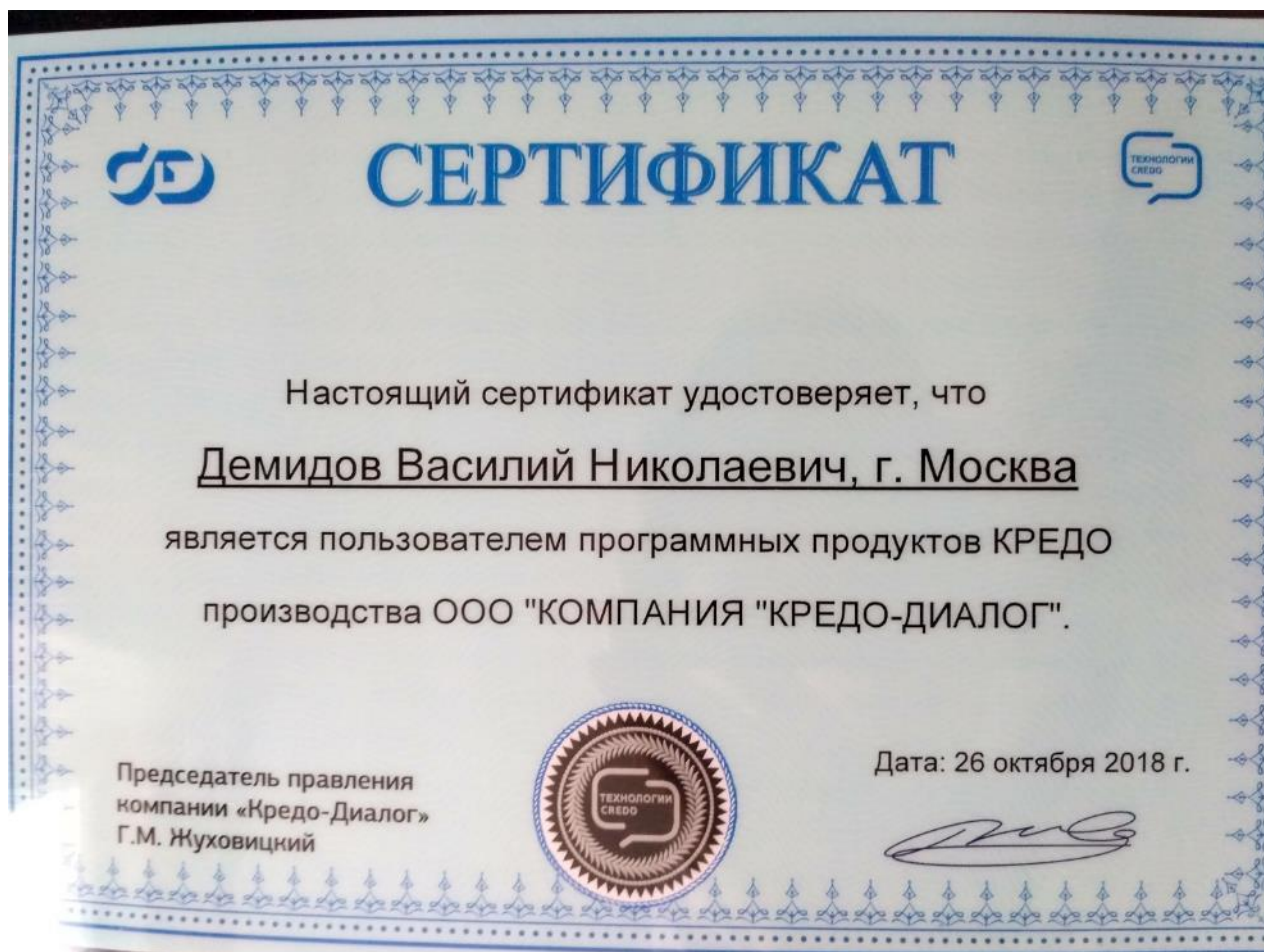 СЕРТИФИКАТ
ТЕХНОЛОГИИ
CREDO
Настоящий сертификат удостоверяет, что
Демидов Василий Николаевич, г. Москва
является пользователем программных продуктов КРЕДО
производства ООО "КОМПАНИЯ "КРЕДО-ДИАЛОГ".
Председатель правления
компании «Кредо-Диалог»
Г.М. Жуховицкий
ТЕХНОЛОГИИ
CREDO
Дата: 26 октября 2018 г.